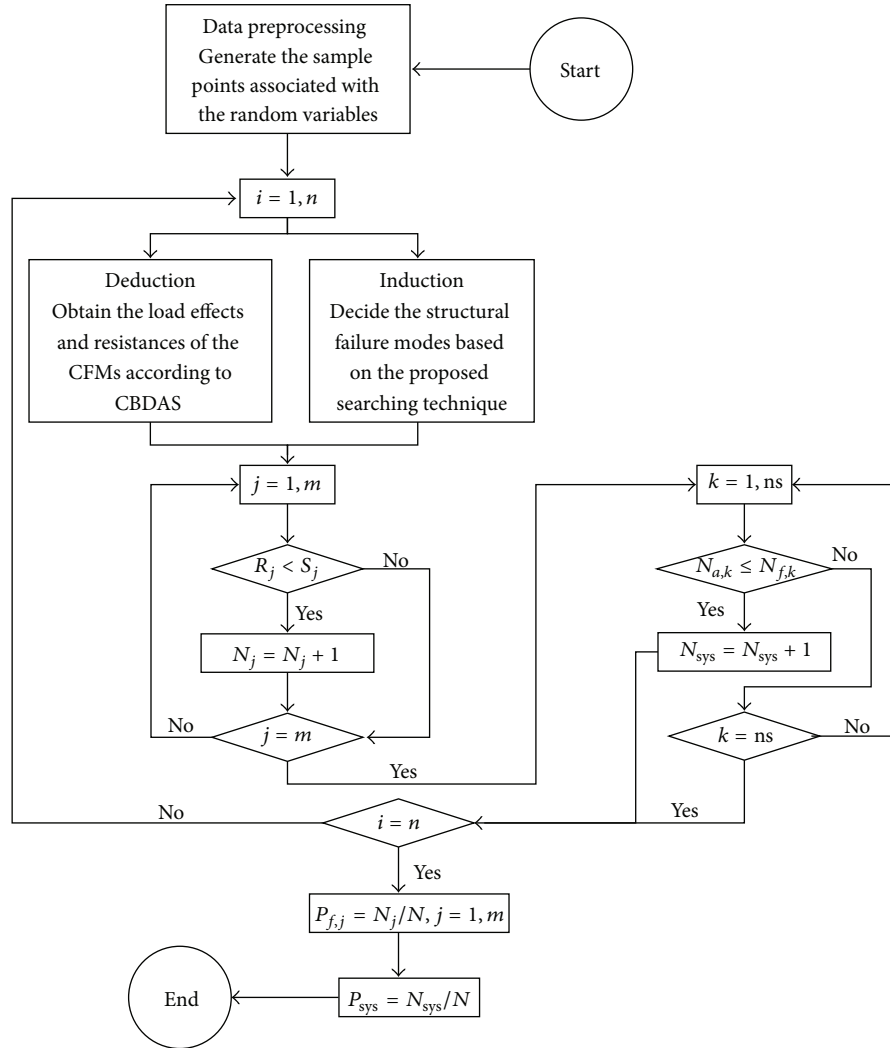 Data preprocessing
Generate the sample
points associated with
the random variables
Start
i = 1, n
Deduction
Obtain the load effects
and resistances of the
CFMs according to
CBDAS
Induction
Decide the structural
failure modes based
on the proposed
searching technique
j = 1, m
k = 1, ns
R_j < S_j
No
N_{a,k} ≤ N_{f,k}
No
Yes
Yes
N_j = N_j + 1
N_sys = N_sys + 1
No
j = m
k = ns
No
Yes
No
i = n
Yes
Yes
P_{f,j} = N_j/N, j = 1, m
End
P_sys = N_sys/N